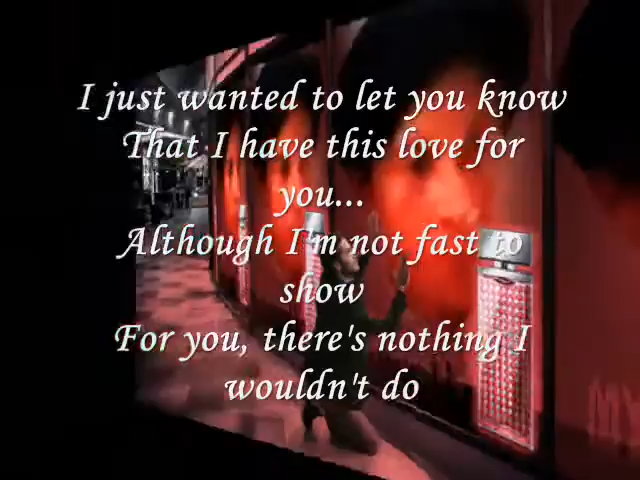 I just wanted to let you know
That I have this love for
you...
Although I'm not fast to
show
For you, there's nothing I
wouldn't do
MY